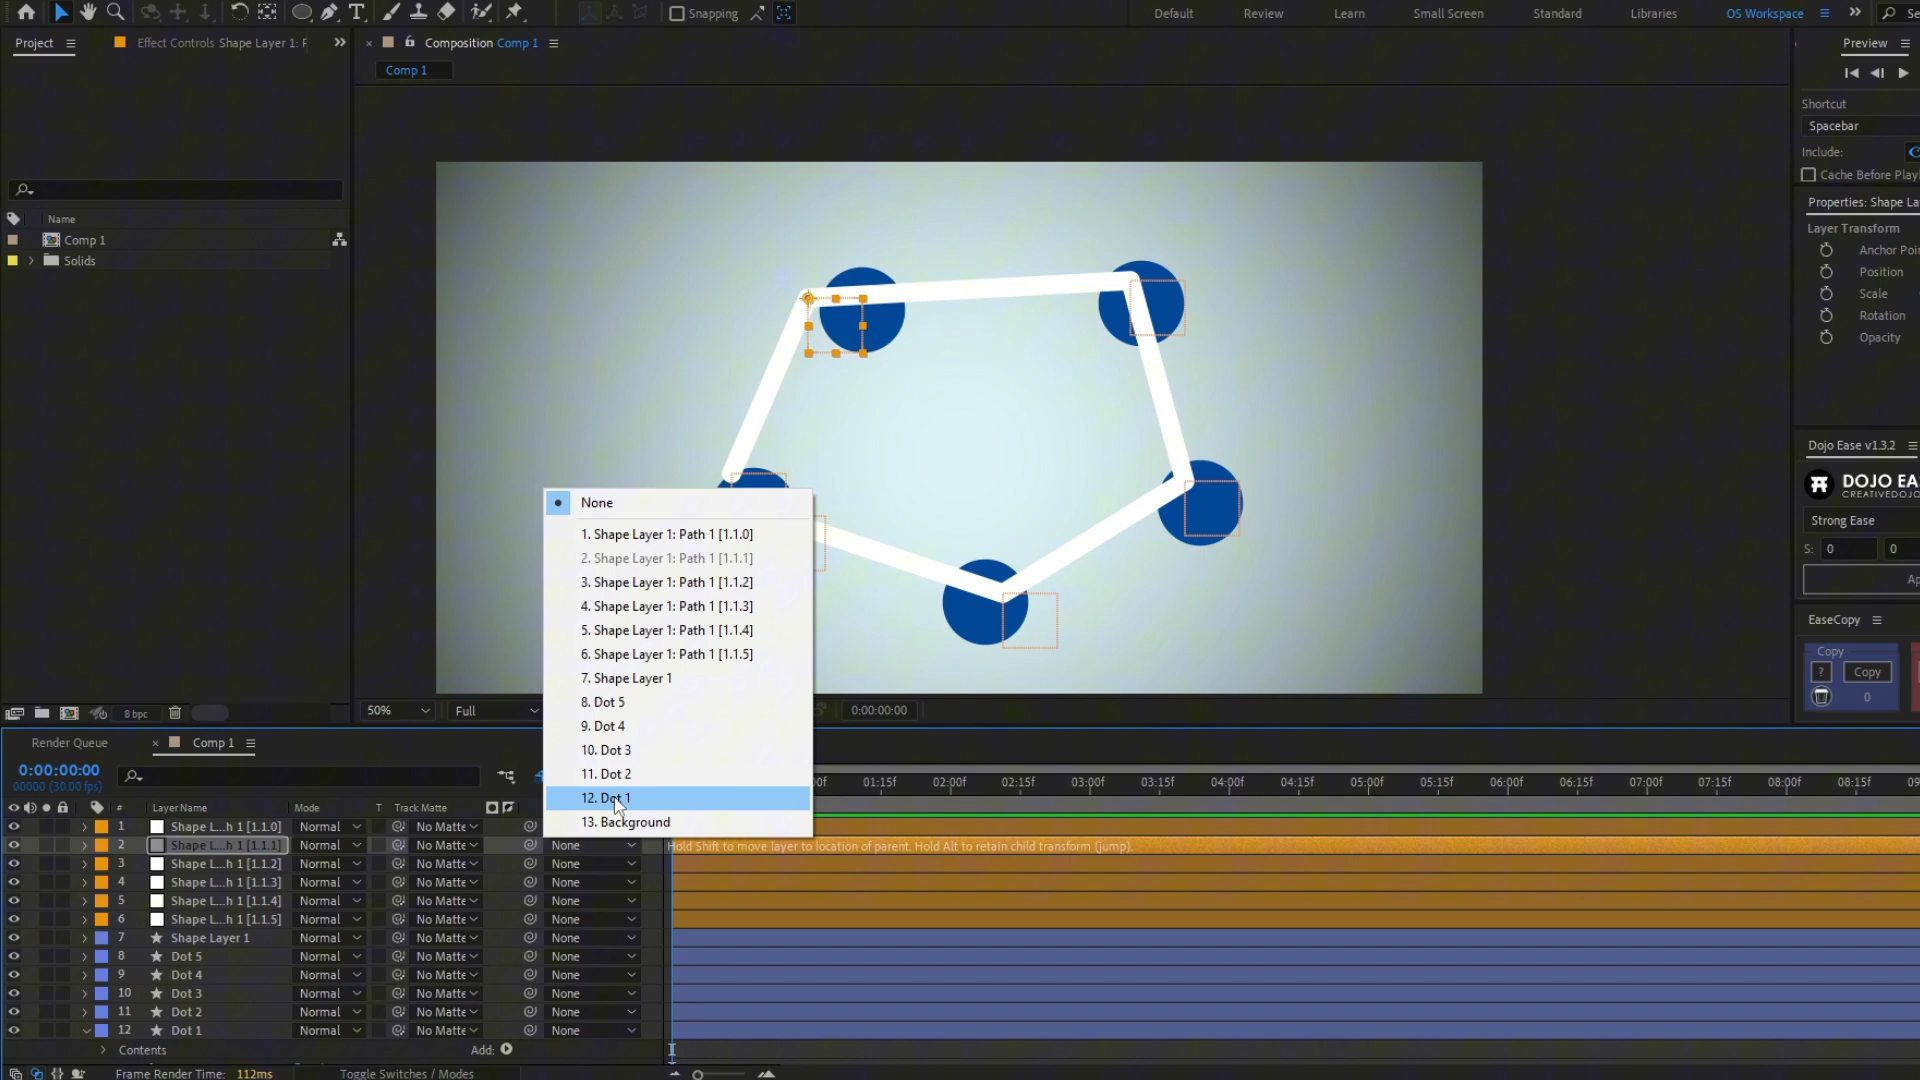 Snapping
Default
Review
Learn
Small Screen
Standard
Libraries
OS Workspace
Project
Effect Controls Shape Layer 1: F
Composition Comp 1
Preview
Comp 1
Shortcut
Spacebar
Include:
Cache Before Play
Properties: Shape La
Name
Layer Transform
Comp 1
Anchor Poi
Solids
Position
Scale
Rotation
Opacity
Dojo Ease v1.3.2
DOJO EA
CREATIVEDOJO
Strong Ease
S: 0 0
Ap
EaseCopy
Copy
? Copy
0
None
1. Shape Layer 1: Path 1 [1.1.0]
2. Shape Layer 1: Path 1 [1.1.1]
3. Shape Layer 1: Path 1 [1.1.2]
4. Shape Layer 1: Path 1 [1.1.3]
5. Shape Layer 1: Path 1 [1.1.4]
6. Shape Layer 1: Path 1 [1.1.5]
7. Shape Layer 1
8. Dot 5
9. Dot 4
10. Dot 3
11. Dot 2
12. Dot 1
13. Background
8 bpc
50%
Full
0:00:00:00
Render Queue
Comp 1
0:00:00:00
00000 (30.00 fps)
00f 01:15f 02:00f 02:15f 03:00f 03:15f 04:00f 04:15f 05:00f 05:15f 06:00f 06:15f 07:00f 07:15f 08:00f 08:15f 09
# Layer Name Mode T Track Matte
1 Shape L...h 1 [1.1.0] Normal No Matte
2 Shape L...h 1 [1.1.1] Normal No Matte None
Hold Shift to move layer to location of parent. Hold Alt to retain child transform (jump).
3 Shape L...h 1 [1.1.2] Normal No Matte None
4 Shape L...h 1 [1.1.3] Normal No Matte None
5 Shape L...h 1 [1.1.4] Normal No Matte None
6 Shape L...h 1 [1.1.5] Normal No Matte None
7 Shape Layer 1 Normal No Matte None
8 Dot 5 Normal No Matte None
9 Dot 4 Normal No Matte None
10 Dot 3 Normal No Matte None
11 Dot 2 Normal No Matte None
12 Dot 1 Normal No Matte None
Contents Add:
Frame Render Time: 112ms Toggle Switches / Modes